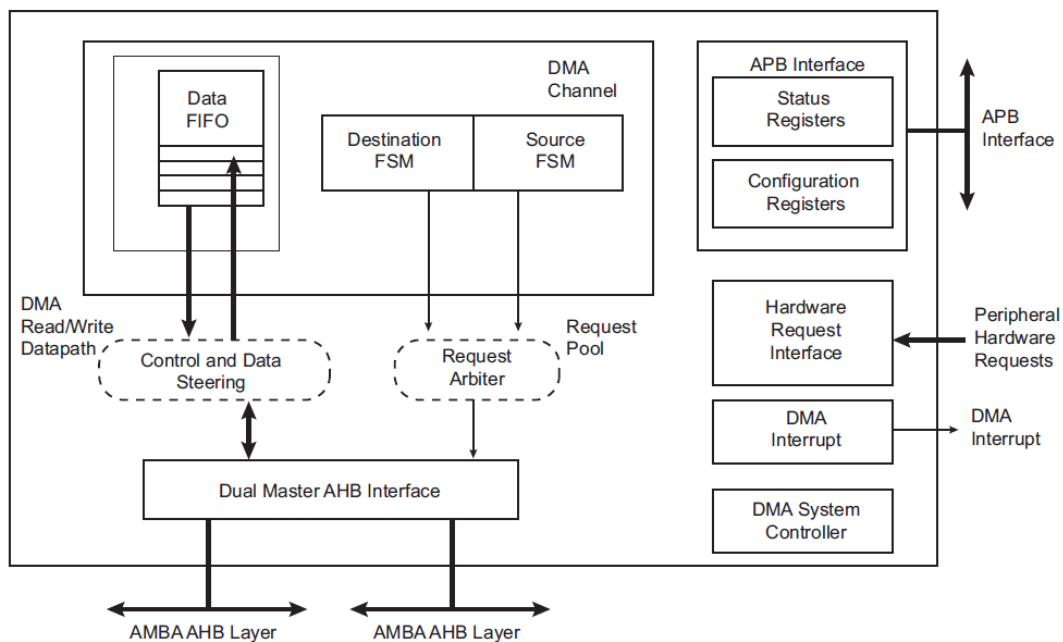 DMA
Channel
Data
FIFO
Destination
FSM
Source
FSM
APB Interface
Status
Registers
Configuration
Registers
APB
Interface
DMA
Read/Write
Datapath
Control and Data
Steering
Request
Arbiter
Request
Pool
Hardware
Request
Interface
Peripheral
Hardware
Requests
DMA
Interrupt
DMA
Interrupt
Dual Master AHB Interface
DMA System
Controller
AMBA AHB Layer
AMBA AHB Layer